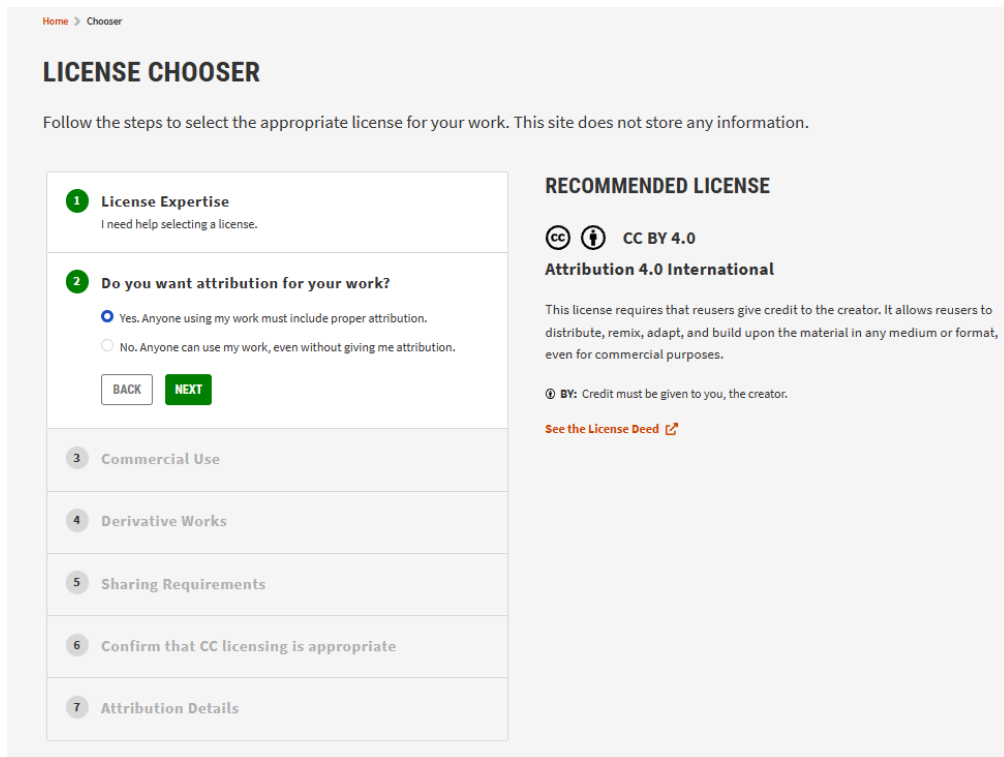 Home > Chooser
LICENSE CHOOSER
Follow the steps to select the appropriate license for your work. This site does not store any information.
1 License Expertise
I need help selecting a license.
2 Do you want attribution for your work?
Yes. Anyone using my work must include proper attribution.
No. Anyone can use my work, even without giving me attribution.
BACK NEXT
3 Commercial Use
4 Derivative Works
5 Sharing Requirements
6 Confirm that CC licensing is appropriate
7 Attribution Details
RECOMMENDED LICENSE
cc CC BY 4.0
Attribution 4.0 International
This license requires that reusers give credit to the creator. It allows reusers to
distribute, remix, adapt, and build upon the material in any medium or format,
even for commercial purposes.
BY: Credit must be given to you, the creator.
See the License Deed